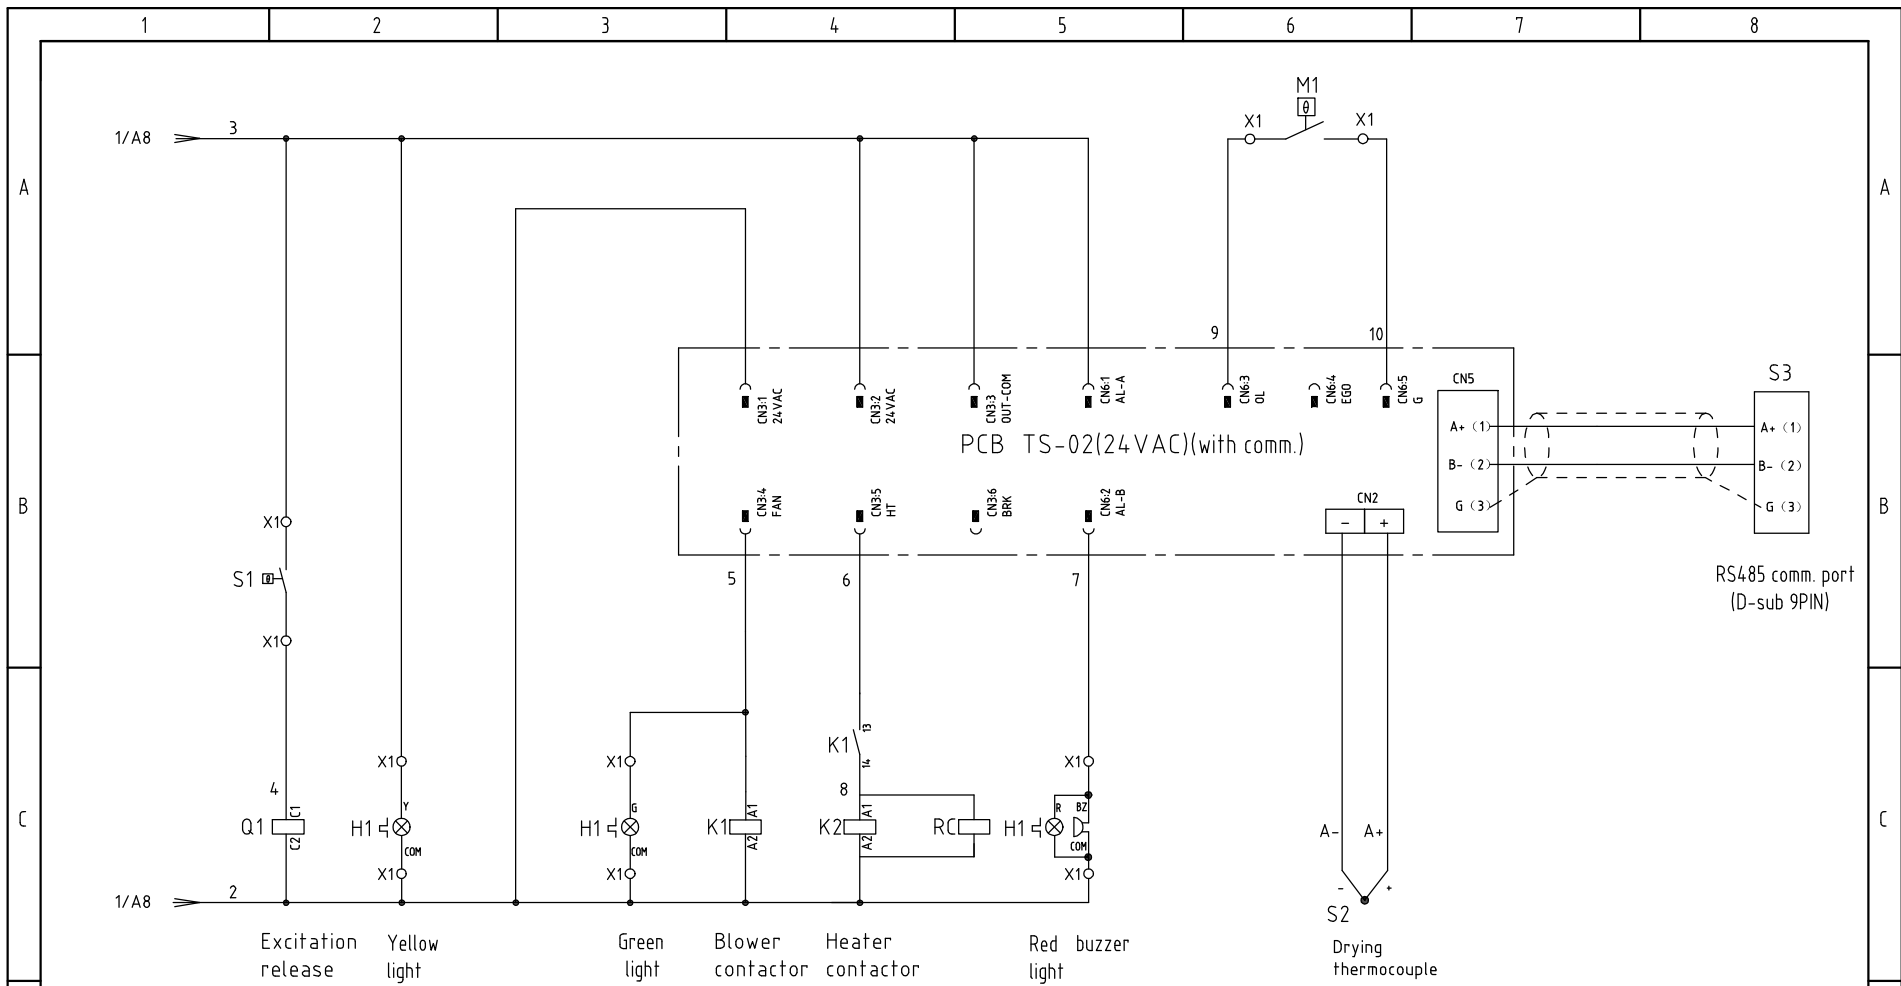 1 2 3 4 5 6 7 8
M1
θ
X1 X1
1/A8 3
A A
9 10
CN3:1
24VAC
CN3:2
24VAC
CN3:3
OUT-COM
CN6:1
AL-A
CN6:3
OL
CN6:4
EGO
CN6:5
G
CN5
S3
A+ (1) A+ (1)
PCB TS-02(24VAC)(with comm.)
B- (2) B- (2)
G (3) G (3)
CN2
- +
CN3:4
FAN
CN3:5
HT
CN3:6
BRK
CN6:2
AL-B
B B
X1
S1 θ
5 6 7
RS485 comm. port
(D-sub 9PIN)
X1
K1 13
14
X1 X1 X1
4 8
C C
Q1 C1
C2
H1 Y
COM
H1 G
COM
K1 A1
A2
K2 A1
A2
RC
H1 R BZ
COM
A- A+
X1 X1 X1
1/A8 2
- +
S2
Excitation
release
Yellow
light
Green
light
Blower
contactor
Heater
contactor
Red buzzer
light
Drying
thermocouple